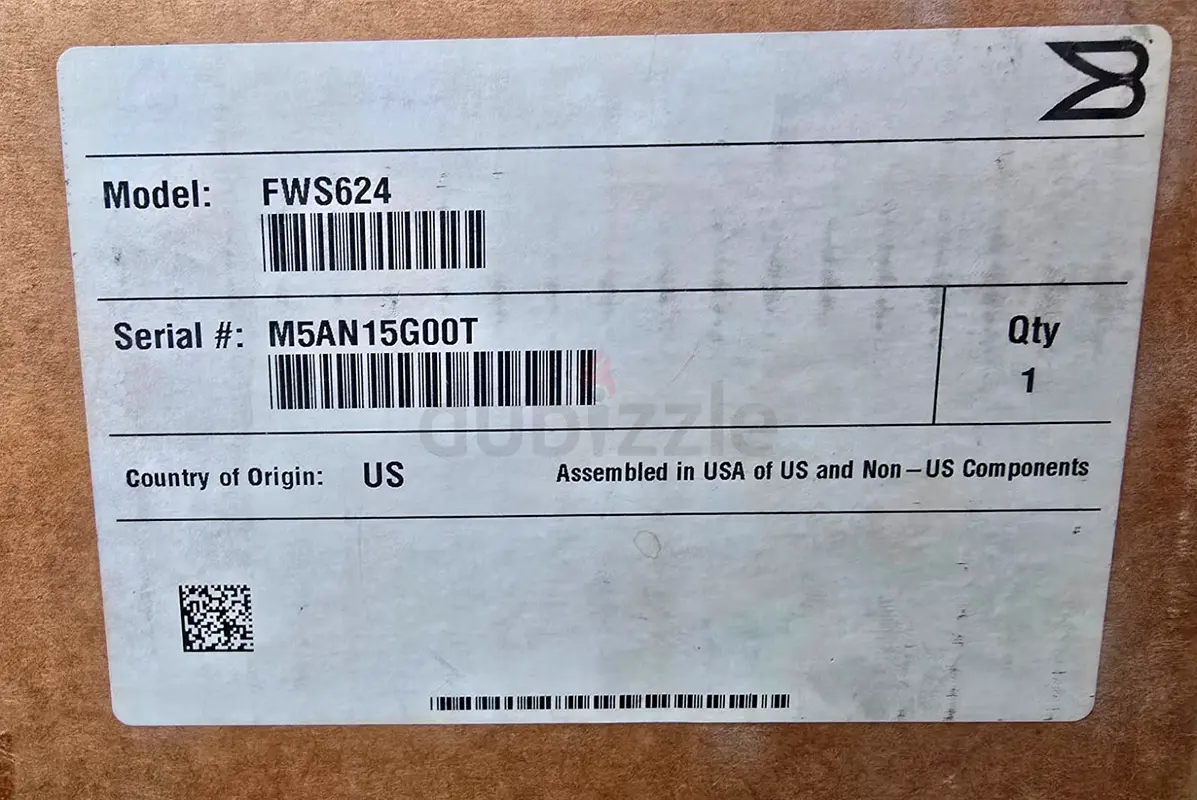 Model: FWS624
Serial #: M5AN15G00T
Qty
1
Country of Origin: US
Assembled in USA of US and Non-US Components
dubizzle